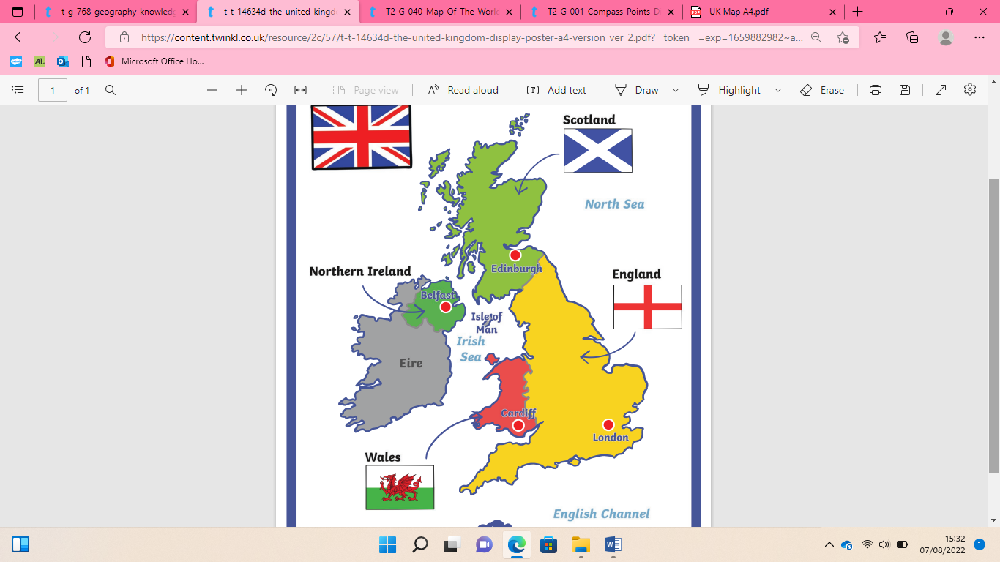 t-g-768-geography-knowled
t-t-14634d-the-united-kingd
T2-G-040-Map-Of-The-Worl
T2-G-001-Compass-Points-D
UK Map A4.pdf
https://content.twinkl.co.uk/resource/2c/57/t-t-14634d-the-united-kingdom-display-poster-a4-version_ver_2.pdf?__token__=exp=1659882982~a...
AL
Microsoft Office Ho...
1 of 1
Page view
Read aloud
Add text
Draw
Highlight
Erase
Scotland
North Sea
Edinburgh
Northern Ireland
England
Belfast
Isle of
Man
Irish
Sea
Eire
Cardiff
London
Wales
English Channel
15:32
07/08/2022
1